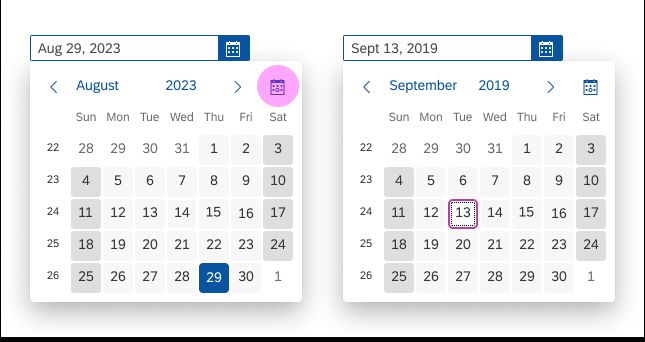 Aug 29, 2023
August 2023
Sun Mon Tue Wed Thu Fri Sat
22 28 29 30 31 1 2 3
23 4 5 6 7 8 9 10
24 11 12 13 14 15 16 17
25 18 19 20 21 22 23 24
26 25 26 27 28 29 30 1
Sept 13, 2019
September 2019
Sun Mon Tue Wed Thu Fri Sat
22 28 29 30 31 1 2 3
23 4 5 6 7 8 9 10
24 11 12 13 14 15 16 17
25 18 19 20 21 22 23 24
26 25 26 27 28 29 30 1